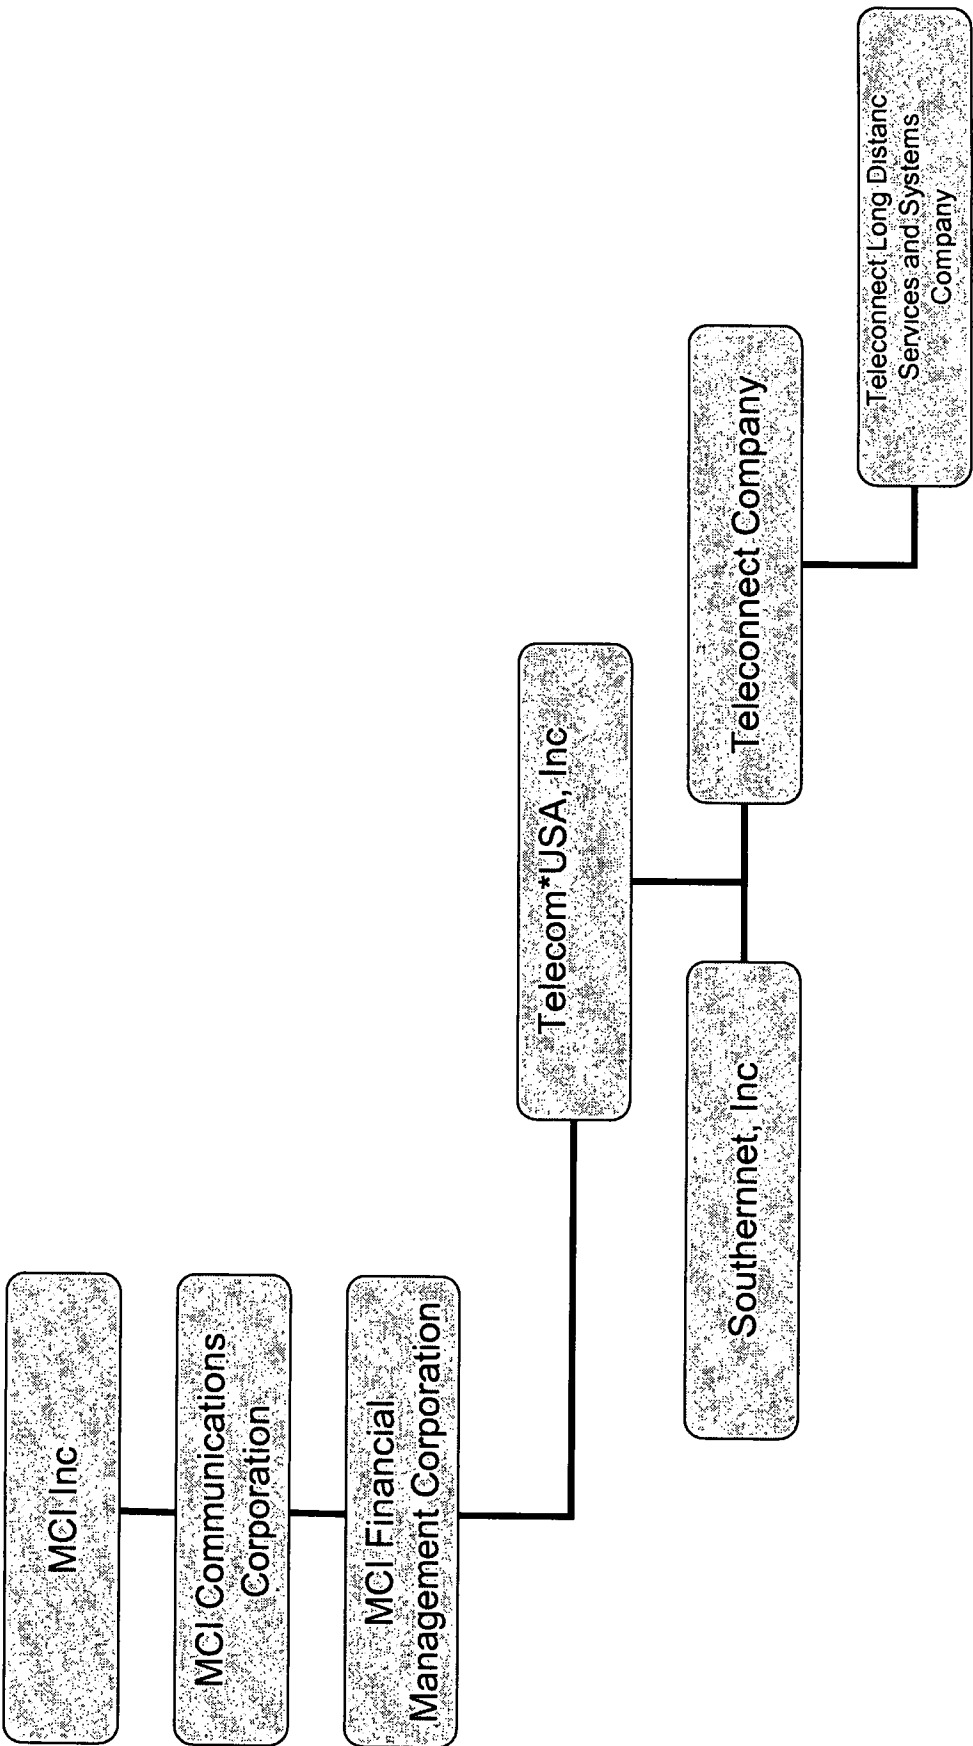 MCI Inc
MCI Communications
Corporation
MCI Financial
Management Corporation
Telecom*USA, Inc
Southernnet, Inc
Teleconnect Company
Teleconnect Long Distanc
Services and Systems
Company